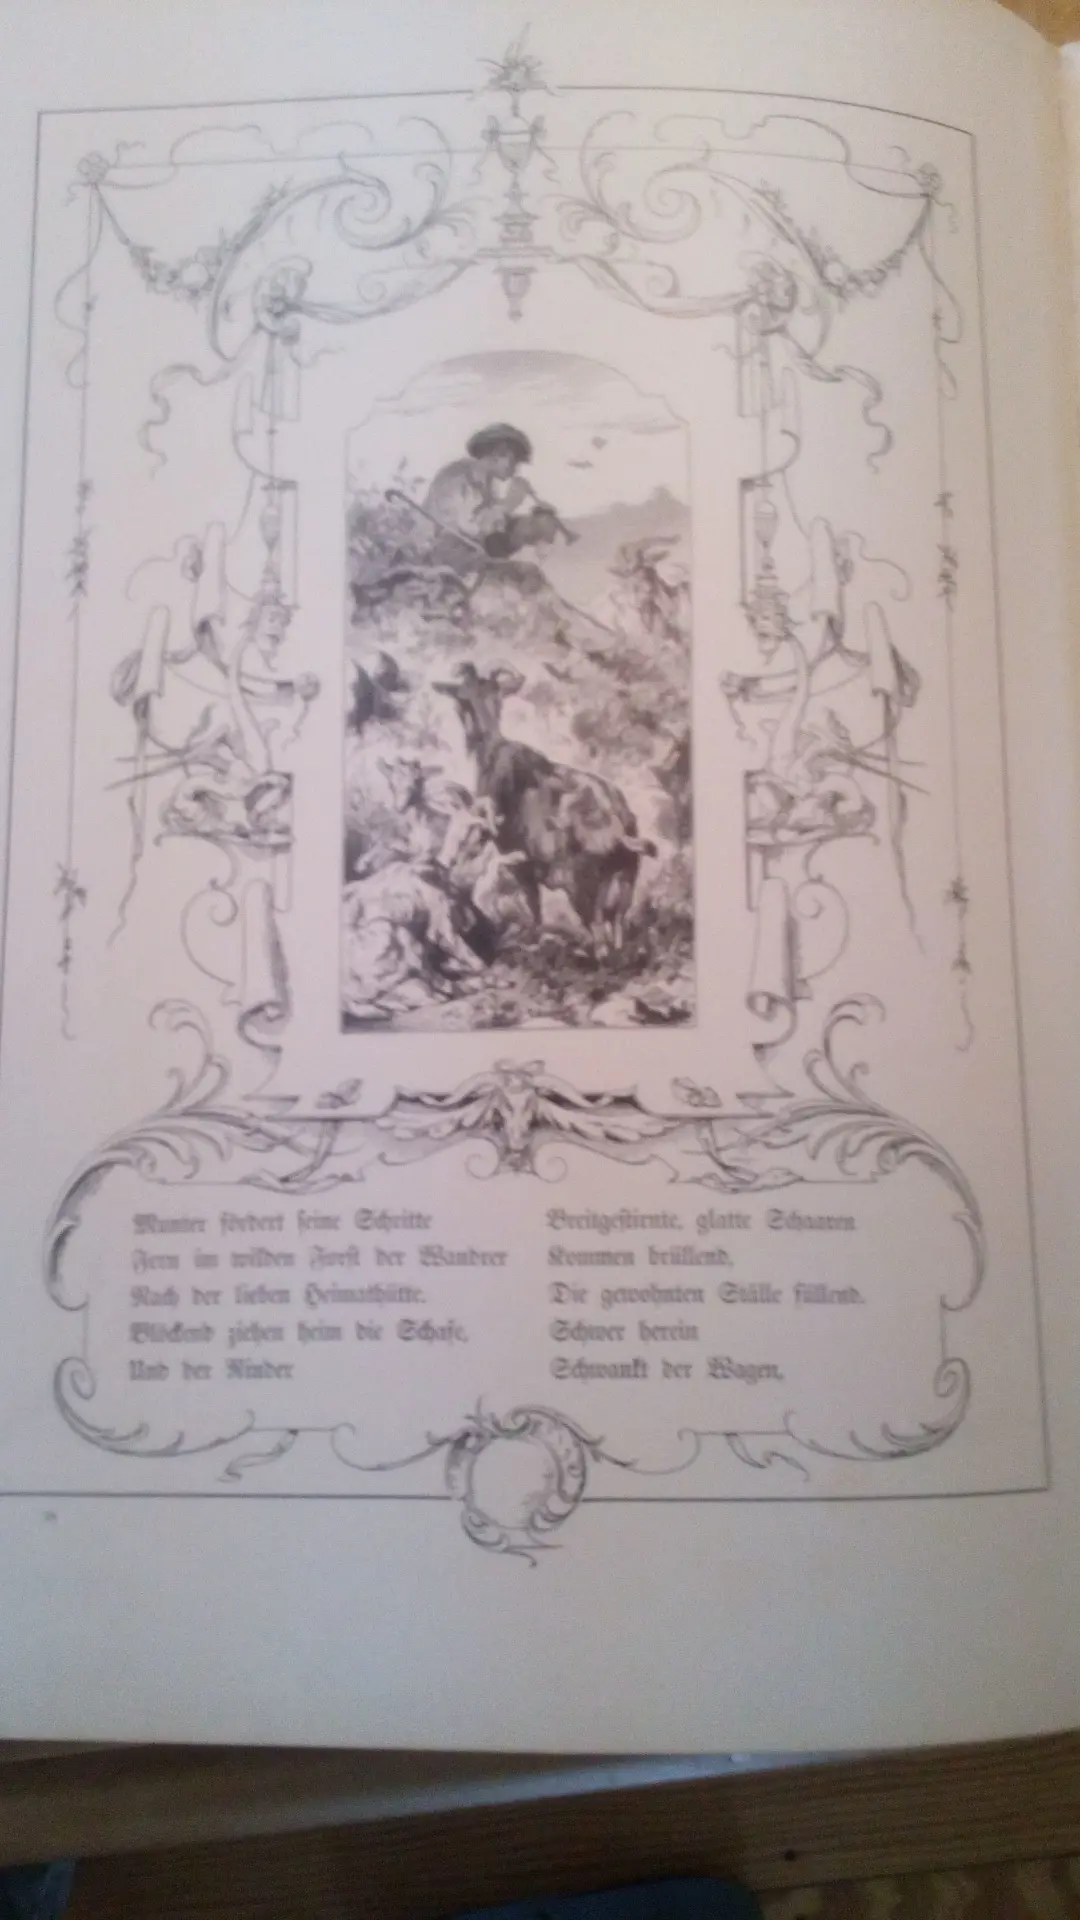 Munter fördert seine Schritte
Fern im wilden Forst der Wandrer
Nach der lieben Heimathütte.
Blöckend ziehen heim die Schafe,
Und der Rinder
Breitgestirnte, glatte Schaaren
Kommen brüllend,
Die gewohnten Ställe füllend.
Schwer herein
Schwankt der Wagen,